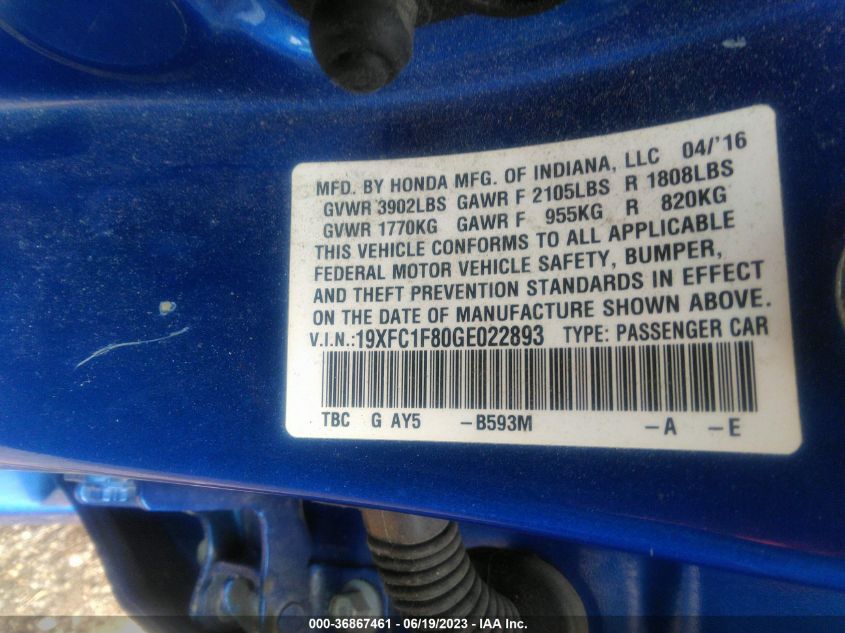 MFD. BY HONDA MFG. OF INDIANA, LLC 04/'16
GVWR 3902LBS GAWR F 2105LBS R 1808LBS
GVWR 1770KG GAWR F 955KG R 820KG
THIS VEHICLE CONFORMS TO ALL APPLICABLE
FEDERAL MOTOR VEHICLE SAFETY, BUMPER,
AND THEFT PREVENTION STANDARDS IN EFFECT
ON THE DATE OF MANUFACTURE SHOWN ABOVE.
V.I.N.:19XFC1F80GE022893 TYPE: PASSENGER CAR
TBC G AY5 -B593M -A -E
000-36867461 - 06/19/2023 - IAA Inc.